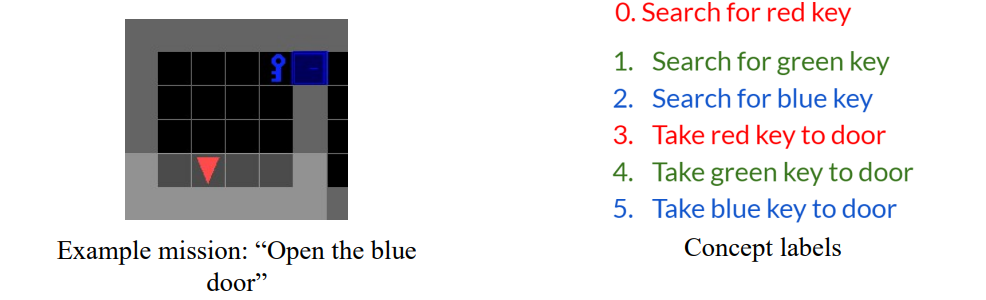 0. Search for red key
1. Search for green key
2. Search for blue key
3. Take red key to door
4. Take green key to door
5. Take blue key to door
Example mission: “Open the blue
door”
Concept labels